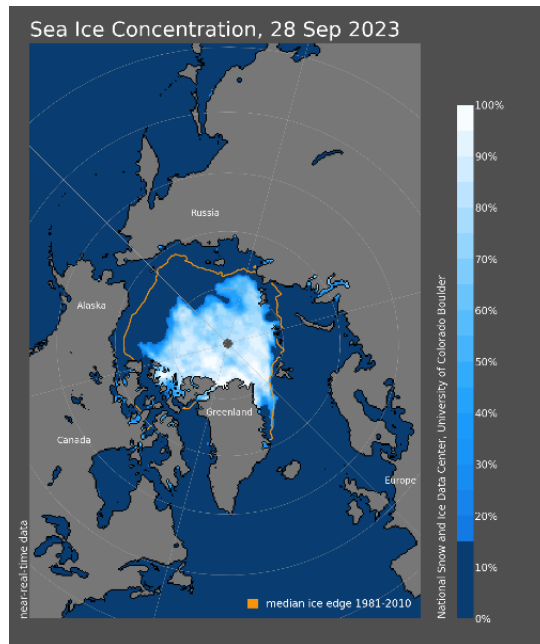 Sea Ice Concentration, 28 Sep 2023
Russia
Alaska
Canada
Greenland
Europe
median ice edge 1981-2010
near-real-time data
100%
90%
80%
70%
60%
50%
40%
30%
20%
10%
0%
National Snow and Ice Data Center, University of Colorado Boulder